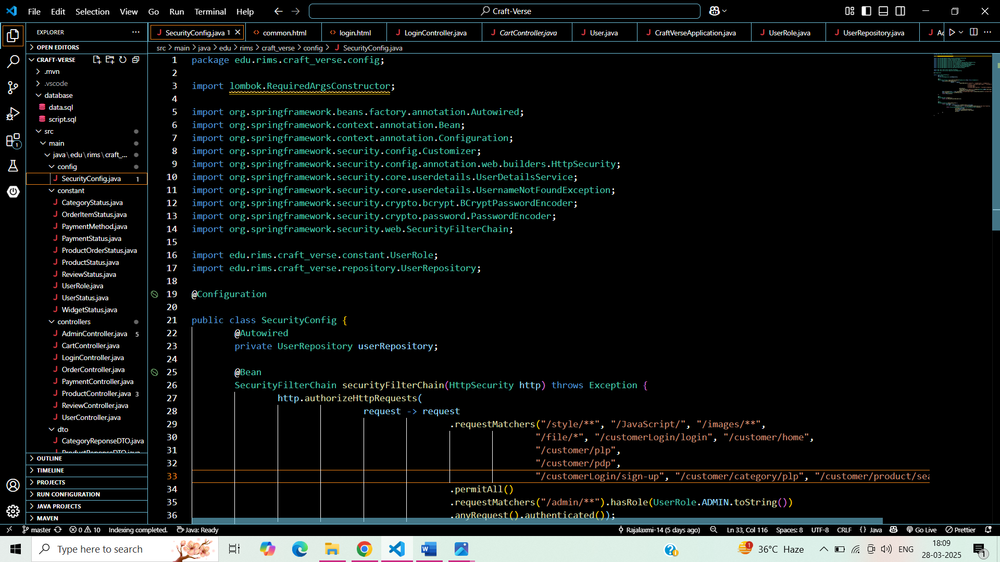 File Edit Selection View Go Run Terminal Help
Craft-Verse
EXPLORER
SecurityConfig.java 1
common.html
login.html
LoginController.java
CartController.java
User.java
CraftVerseApplication.java
UserRole.java
UserRepository.java
OPEN EDITORS
CRAFT-VERSE
.mvn
.vscode
database
data.sql
script.sql
src
main
java\edu\rims\craft_...
config
SecurityConfig.java 1
constant
CategoryStatus.java
OrderItemStatus.java
PaymentMethod.java
PaymentStatus.java
ProductOrderStatus.java
ProductStatus.java
ReviewStatus.java
UserRole.java
UserStatus.java
WidgetStatus.java
controllers
AdminController.java 5
CartController.java
LoginController.java
OrderController.java
PaymentController.java
ProductController.java 3
ReviewController.java
UserController.java
dto
CategoryReponseDTO.java
ProductReponseDTO.java
OUTLINE
TIMELINE
PROJECTS
RUN CONFIGURATION
JAVA PROJECTS
MAVEN
1
src > main > java > edu > rims > craft_verse > config > SecurityConfig.java
1 package edu.rims.craft_verse.config;
2
3 import lombok.RequiredArgsConstructor;
4
5 import org.springframework.beans.factory.annotation.Autowired;
6 import org.springframework.context.annotation.Bean;
7 import org.springframework.context.annotation.Configuration;
8 import org.springframework.security.config.Customizer;
9 import org.springframework.security.config.annotation.web.builders.HttpSecurity;
10 import org.springframework.security.core.userdetails.UserDetailsService;
11 import org.springframework.security.core.userdetails.UsernameNotFoundException;
12 import org.springframework.security.crypto.bcrypt.BCryptPasswordEncoder;
13 import org.springframework.security.crypto.password.PasswordEncoder;
14 import org.springframework.security.web.SecurityFilterChain;
15
16 import edu.rims.craft_verse.constant.UserRole;
17 import edu.rims.craft_verse.repository.UserRepository;
18
19 @Configuration
20
21 public class SecurityConfig {
22 @Autowired
23 private UserRepository userRepository;
24
25 @Bean
26 SecurityFilterChain securityFilterChain(HttpSecurity http) throws Exception {
27 http.authorizeHttpRequests(
28 request -> request
29 .requestMatchers("/style/**", "/JavaScript/", "/images/**",
30 "/file/*", "/customerLogin/login", "/customer/home",
31 "/customer/plp",
32 "/customer/pdp",
33 "/customerLogin/sign-up", "/customer/category/plp", "/customer/product/sea
34 .permitAll()
35 .requestMatchers("/admin/**").hasRole(UserRole.ADMIN.toString())
36 .anyRequest().authenticated());
master 0 10 Indexing completed. Java: Ready
Rajalaxmi-14 (5 days ago) Ln 33, Col 116 Spaces: 8 UTF-8 CRLF {} Java Go Live Prettier
Type here to search
1
36°C Haze
ENG
18:09
28-03-2025
1